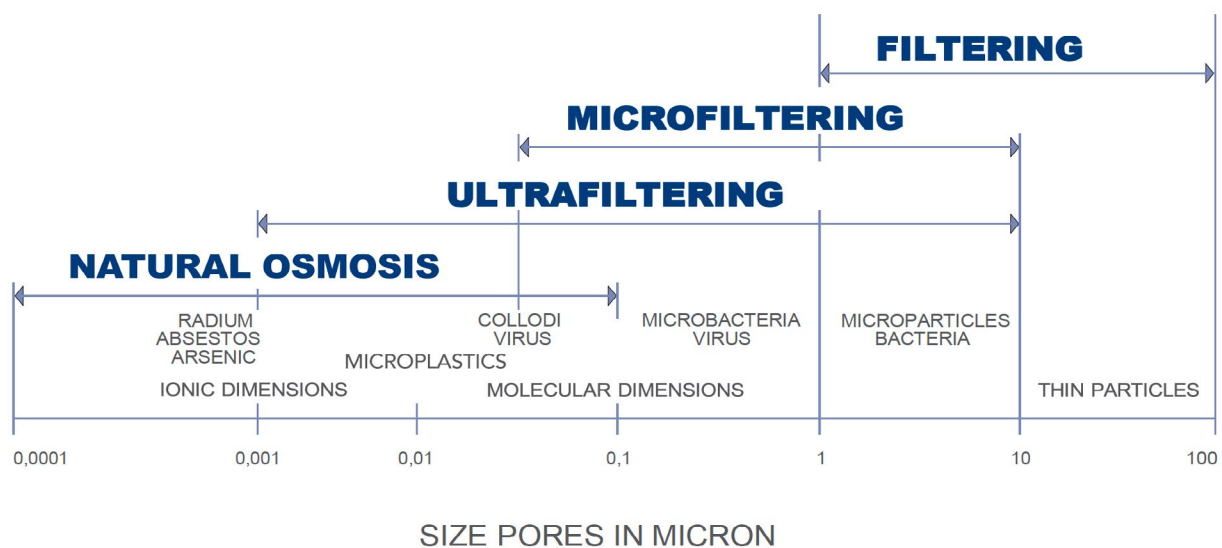 FILTERING
MICROFILTERING
ULTRAFILTERING
NATURAL OSMOSIS
RADIUM
ABSESTOS
ARSENIC
COLLODI
VIRUS
MICROBACTERIA
VIRUS
MICROPARTICLES
BACTERIA
MICROPLASTICS
IONIC DIMENSIONS
MOLECULAR DIMENSIONS
THIN PARTICLES
0,0001 0,001 0,01 0,1 1 10 100
SIZE PORES IN MICRON